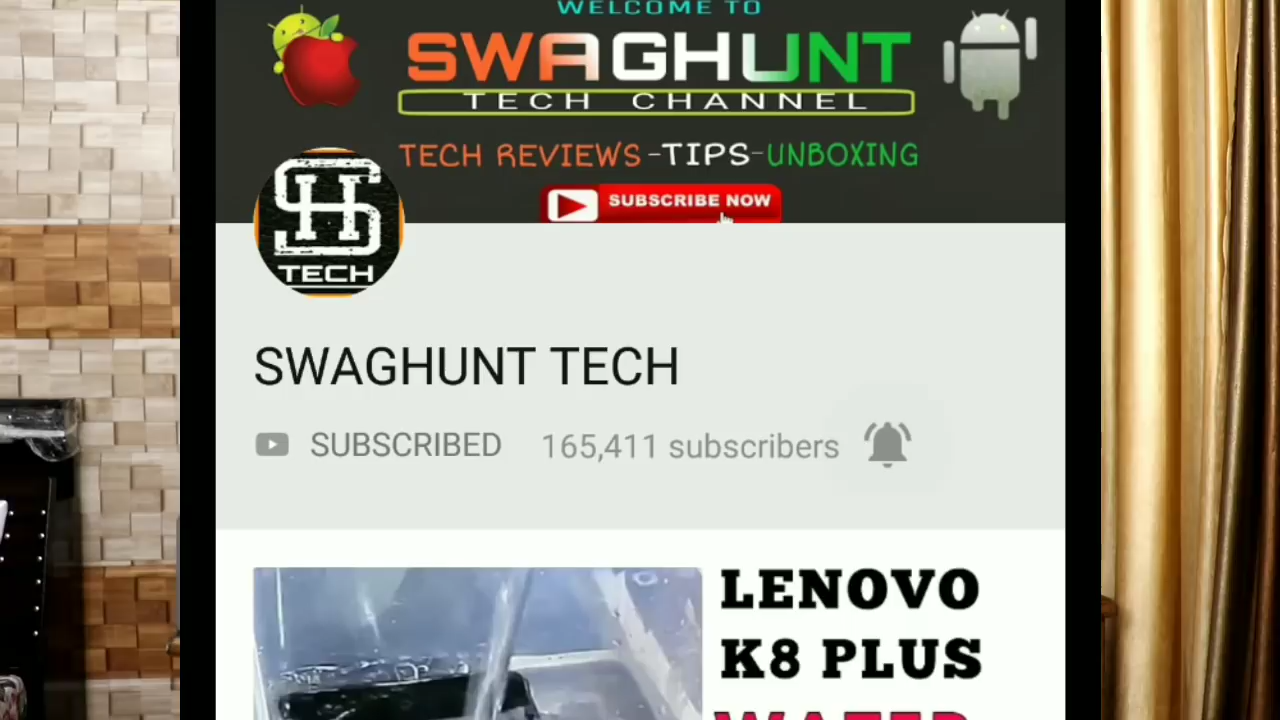 WELCOME TO
SWAGHUNT
TECH CHANNEL
TECH REVIEWS-TIPS-UNBOXING
SUBSCRIBE NOW
SH
TECH
SWAGHUNT TECH
SUBSCRIBED 165,411 subscribers
LENOVO
K8 PLUS
WATER